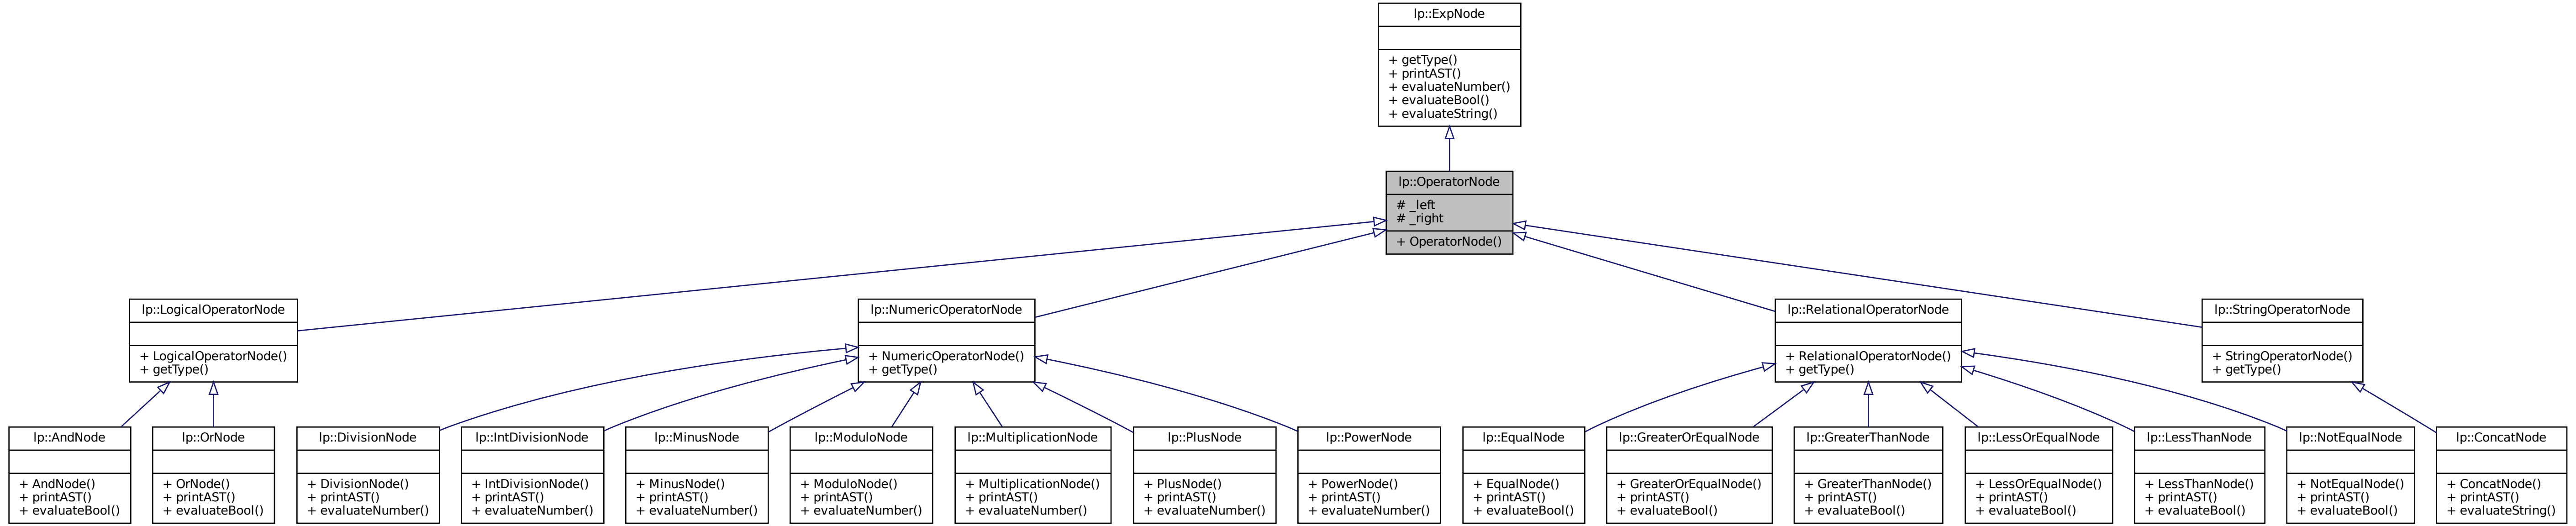 lp::ExpNode
+ getType()
+ printAST()
+ evaluateNumber()
+ evaluateBool()
+ evaluateString()
lp::OperatorNode
# _left
# _right
+ OperatorNode()
lp::LogicalOperatorNode
+ LogicalOperatorNode()
+ getType()
lp::NumericOperatorNode
+ NumericOperatorNode()
+ getType()
lp::RelationalOperatorNode
+ RelationalOperatorNode()
+ getType()
lp::StringOperatorNode
+ StringOperatorNode()
+ getType()
lp::AndNode
+ AndNode()
+ printAST()
+ evaluateBool()
lp::OrNode
+ OrNode()
+ printAST()
+ evaluateBool()
lp::DivisionNode
+ DivisionNode()
+ printAST()
+ evaluateNumber()
lp::IntDivisionNode
+ IntDivisionNode()
+ printAST()
+ evaluateNumber()
lp::MinusNode
+ MinusNode()
+ printAST()
+ evaluateNumber()
lp::ModuloNode
+ ModuloNode()
+ printAST()
+ evaluateNumber()
lp::MultiplicationNode
+ MultiplicationNode()
+ printAST()
+ evaluateNumber()
lp::PlusNode
+ PlusNode()
+ printAST()
+ evaluateNumber()
lp::PowerNode
+ PowerNode()
+ printAST()
+ evaluateNumber()
lp::EqualNode
+ EqualNode()
+ printAST()
+ evaluateBool()
lp::GreaterOrEqualNode
+ GreaterOrEqualNode()
+ printAST()
+ evaluateBool()
lp::GreaterThanNode
+ GreaterThanNode()
+ printAST()
+ evaluateBool()
lp::LessOrEqualNode
+ LessOrEqualNode()
+ printAST()
+ evaluateBool()
lp::LessThanNode
+ LessThanNode()
+ printAST()
+ evaluateBool()
lp::NotEqualNode
+ NotEqualNode()
+ printAST()
+ evaluateBool()
lp::ConcatNode
+ ConcatNode()
+ printAST()
+ evaluateString()